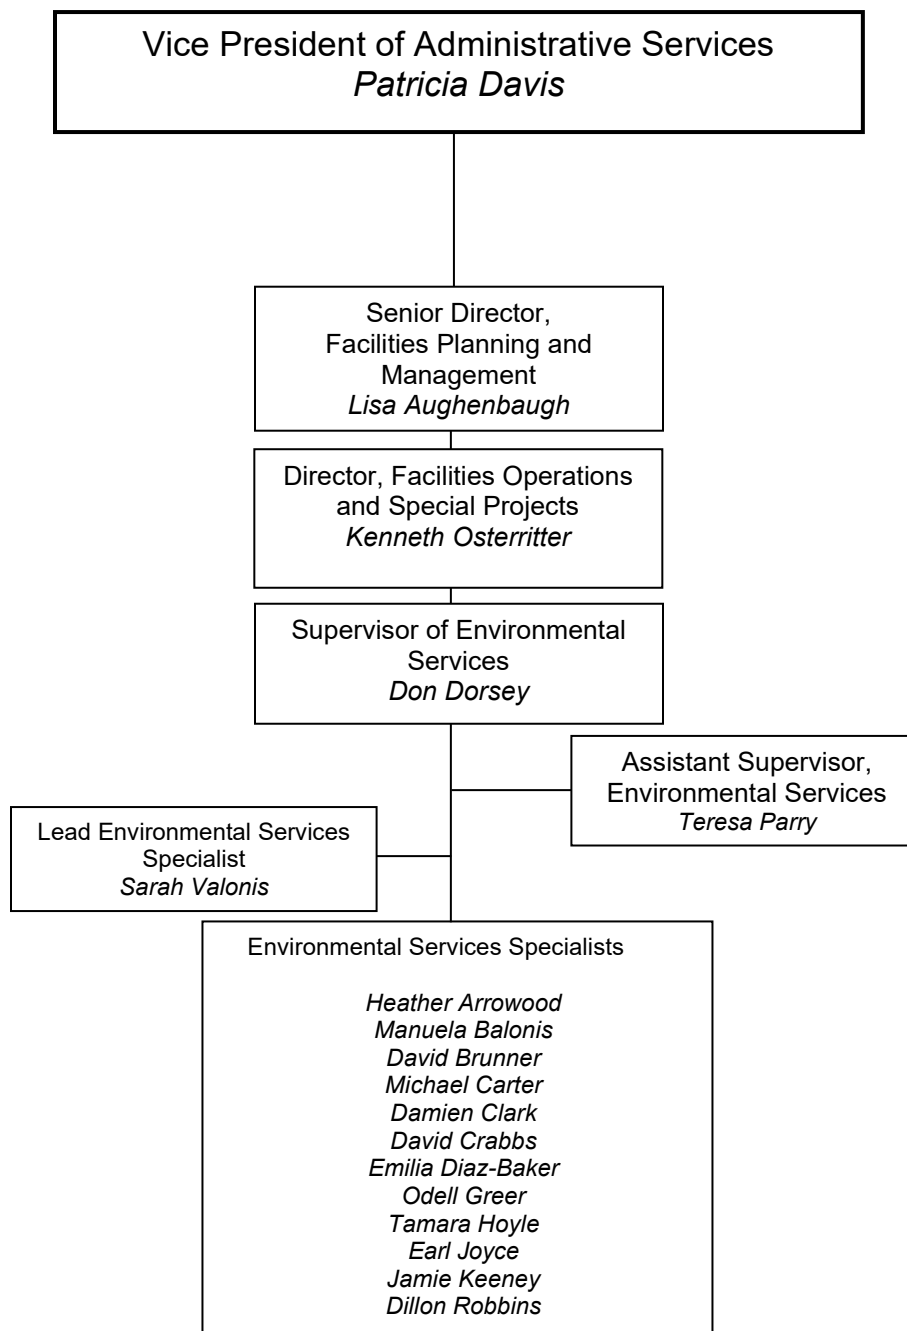 Vice President of Administrative Services
Patricia Davis
Senior Director,
Facilities Planning and
Management
Lisa Aughenbaugh
Director, Facilities Operations
and Special Projects
Kenneth Osterritter
Supervisor of Environmental
Services
Don Dorsey
Assistant Supervisor,
Environmental Services
Teresa Parry
Lead Environmental Services
Specialist
Sarah Valonis
Environmental Services Specialists
Heather Arrowood
Manuela Balonis
David Brunner
Michael Carter
Damien Clark
David Crabbs
Emilia Diaz-Baker
Odell Greer
Tamara Hoyle
Earl Joyce
Jamie Keeney
Dillon Robbins